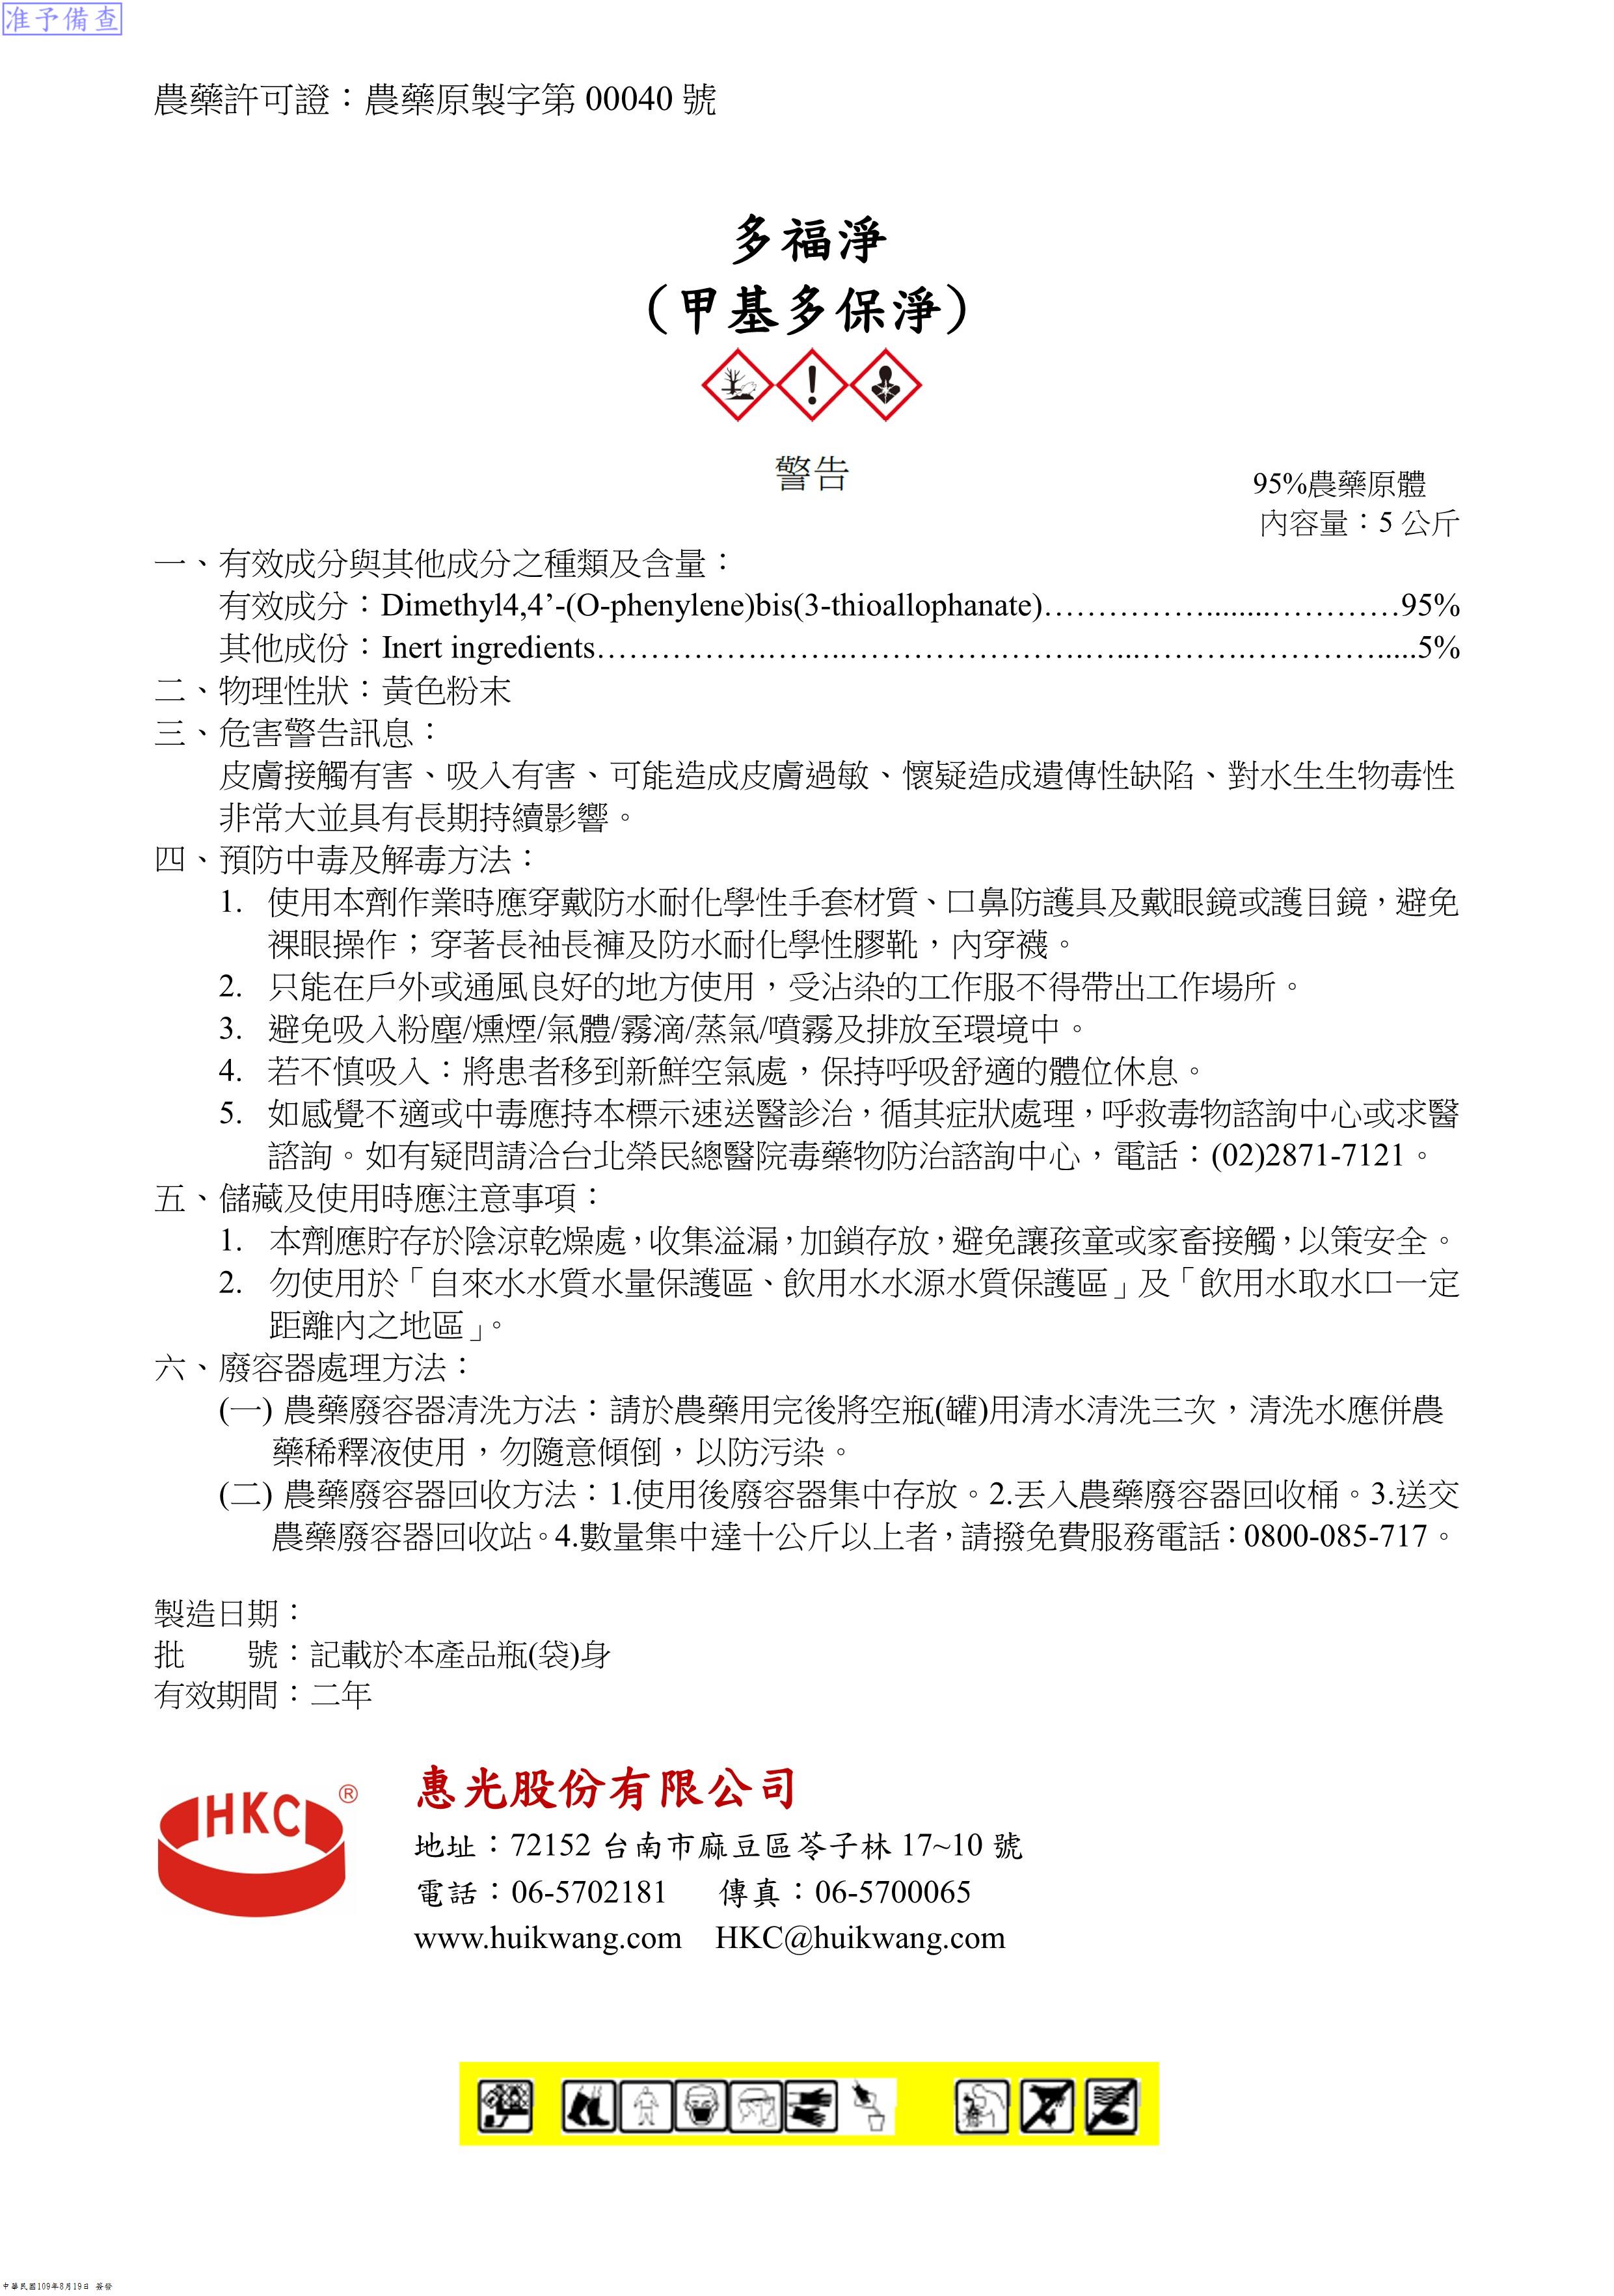 准予備查
農藥許可證：農藥原製字第 00040 號
多福淨
（甲基多保淨）
警告
95%農藥原體
內容量：5 公斤
一、有效成分與其他成分之種類及含量：
有效成分：Dimethyl4,4’-(O-phenylene)bis(3-thioallophanate)…………….......…………95%
其他成份：Inert ingredients…………….……..………………….…...……….………….....5%
二、物理性狀：黃色粉末
三、危害警告訊息：
皮膚接觸有害、吸入有害、可能造成皮膚過敏、懷疑造成遺傳性缺陷、對水生生物毒性
非常大並具有長期持續影響。
四、預防中毒及解毒方法：
1. 使用本劑作業時應穿戴防水耐化學性手套材質、口鼻防護具及戴眼鏡或護目鏡，避免
裸眼操作；穿著長袖長褲及防水耐化學性膠靴，內穿襪。
2. 只能在戶外或通風良好的地方使用，受沾染的工作服不得帶出工作場所。
3. 避免吸入粉塵/燻煙/氣體/霧滴/蒸氣/噴霧及排放至環境中。
4. 若不慎吸入：將患者移到新鮮空氣處，保持呼吸舒適的體位休息。
5. 如感覺不適或中毒應持本標示速送醫診治，循其症狀處理，呼救毒物諮詢中心或求醫
諮詢。如有疑問請洽台北榮民總醫院毒藥物防治諮詢中心，電話：(02)2871-7121。
五、儲藏及使用時應注意事項：
1. 本劑應貯存於陰涼乾燥處，收集溢漏，加鎖存放，避免讓孩童或家畜接觸，以策安全。
2. 勿使用於「自來水水質水量保護區、飲用水水源水質保護區」及「飲用水取水口一定
距離內之地區」。
六、廢容器處理方法：
(一) 農藥廢容器清洗方法：請於農藥用完後將空瓶(罐)用清水清洗三次，清洗水應併農
藥稀釋液使用，勿隨意傾倒，以防污染。
(二) 農藥廢容器回收方法：1.使用後廢容器集中存放。2.丟入農藥廢容器回收桶。3.送交
農藥廢容器回收站。4.數量集中達十公斤以上者，請撥免費服務電話：0800-085-717。
製造日期：
批　　號：記載於本產品瓶(袋)身
有效期間：二年
HKC ®
惠光股份有限公司
地址：72152 台南市麻豆區苓子林 17~10 號
電話：06-5702181 傳真：06-5700065
www.huikwang.com HKC@huikwang.com
中華民國109年8月19日 簽發